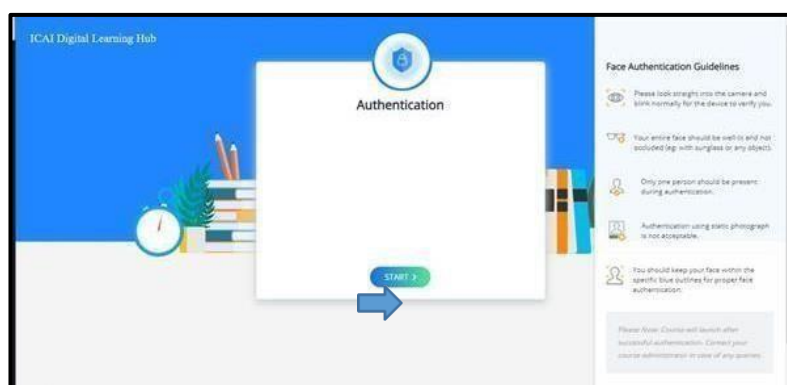 ICAI Digital Learning Hub
Authentication
START >
Face Authentication Guidelines
Please look straight into the camera and
blink normally for the device to verify you.
Your entire face should be well-lit and not
occluded (eg: with sunglass or any object).
Only one person should be present
during authentication.
Authentication using static photograph
is not acceptable.
You should keep your face within the
specific blue outlines for proper face
authentication.
Please Note: Course will launch after
successful authentication. Contact your
course administrator in case of any queries.